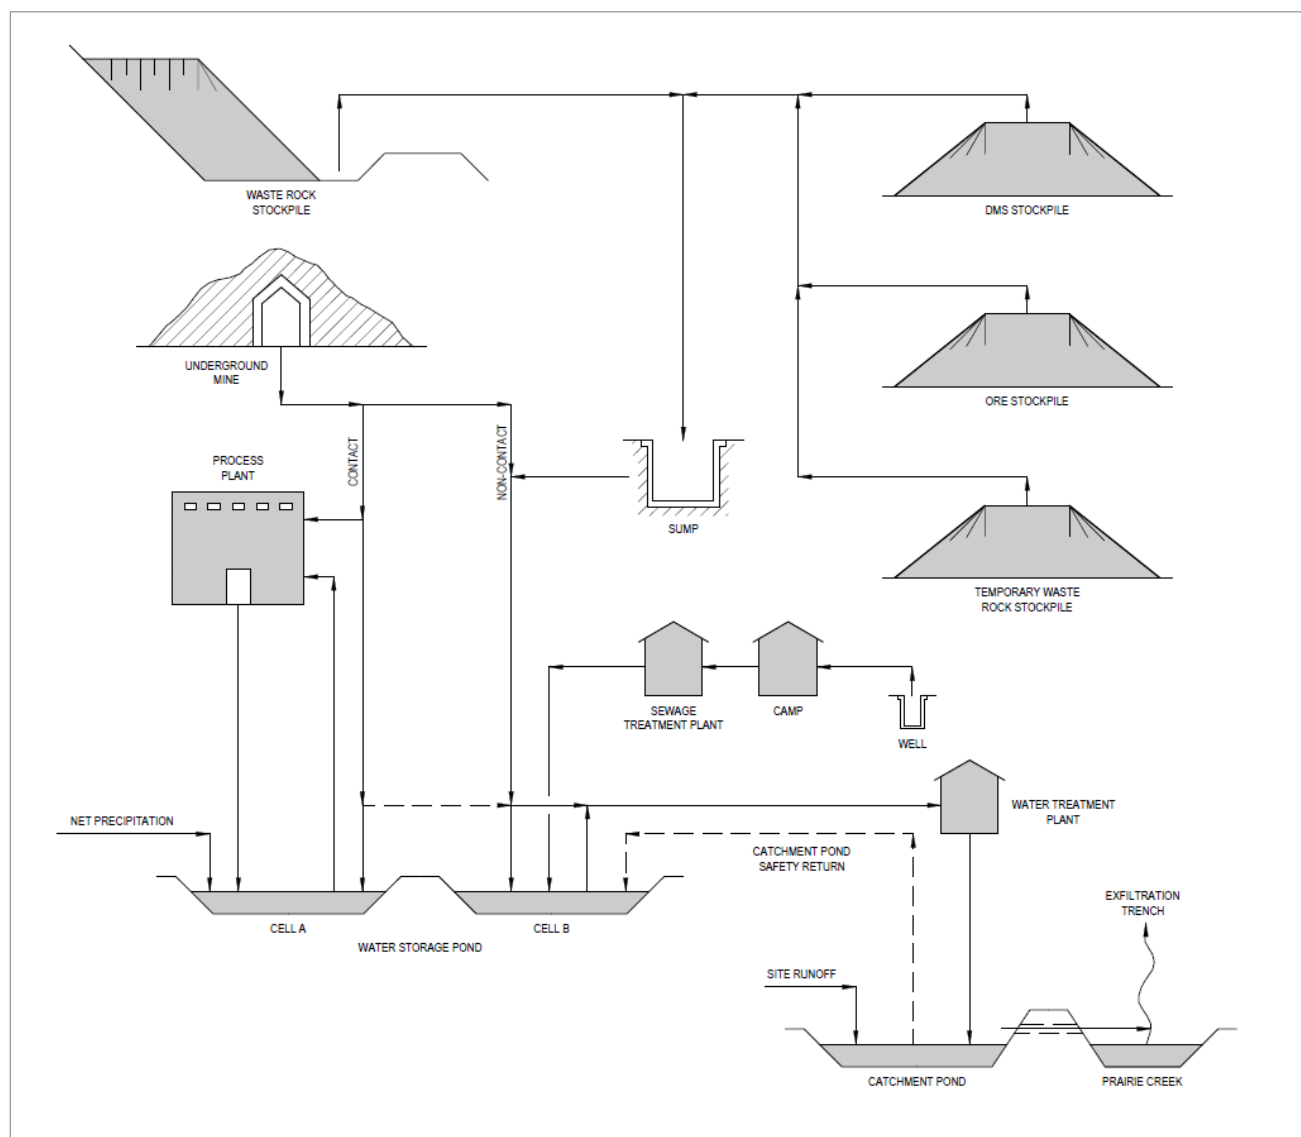 WASTE ROCK
STOCKPILE
DMS STOCKPILE
UNDERGROUND
MINE
ORE STOCKPILE
CONTACT
NON-CONTACT
PROCESS
PLANT
SUMP
TEMPORARY WASTE
ROCK STOCKPILE
SEWAGE
TREATMENT PLANT
CAMP
WELL
WATER TREATMENT
PLANT
NET PRECIPITATION
CATCHMENT POND
SAFETY RETURN
CELL A
CELL B
WATER STORAGE POND
EXFILTRATION
TRENCH
SITE RUNOFF
CATCHMENT POND
PRAIRIE CREEK